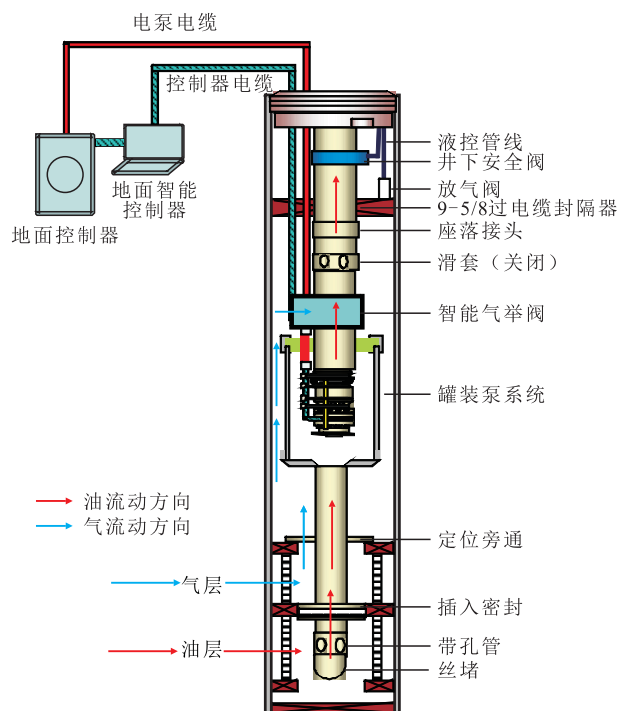 电泵电缆
控制器电缆
地面智能
控制器
地面控制器
液控管线
井下安全阀
放气阀
9-5/8过电缆封隔器
座落接头
滑套（关闭）
智能气举阀
罐装泵系统
油流动方向
气流动方向
定位旁通
气层
插入密封
油层
带孔管
丝堵